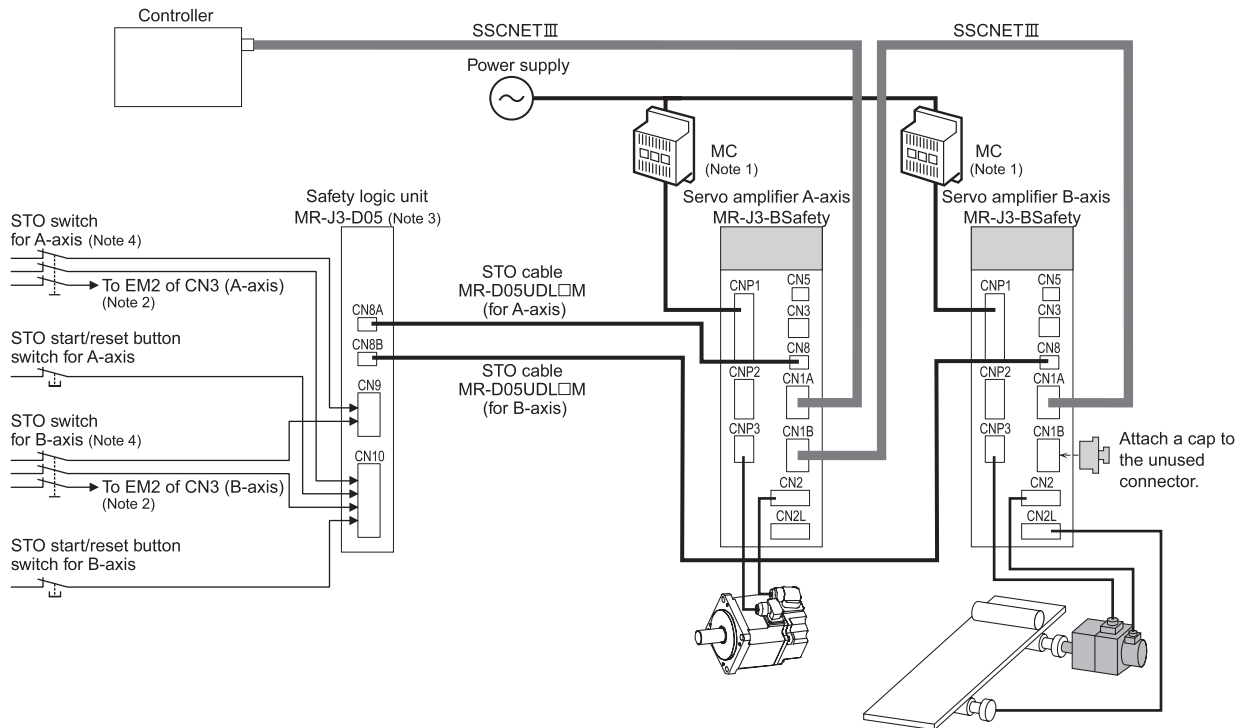 Controller
SSCNETⅢ
SSCNETⅢ
Power supply
MC
(Note 1)
MC
(Note 1)
Safety logic unit
MR-J3-D05 (Note 3)
Servo amplifier A-axis
MR-J3-BSafety
Servo amplifier B-axis
MR-J3-BSafety
STO switch
for A-axis (Note 4)
To EM2 of CN3 (A-axis)
(Note 2)
STO start/reset button
switch for A-axis
STO switch
for B-axis (Note 4)
To EM2 of CN3 (B-axis)
(Note 2)
STO start/reset button
switch for B-axis
CN8A
CN8B
CN9
CN10
STO cable
MR-D05UDL□M
(for A-axis)
STO cable
MR-D05UDL□M
(for B-axis)
CNP1
CN5
CN3
CN8
CNP2
CN1A
CNP3
CN1B
CN2
CN2L
CNP1
CN5
CN3
CN8
CNP2
CN1A
CNP3
CN1B
CN2
CN2L
Attach a cap to
the unused
connector.